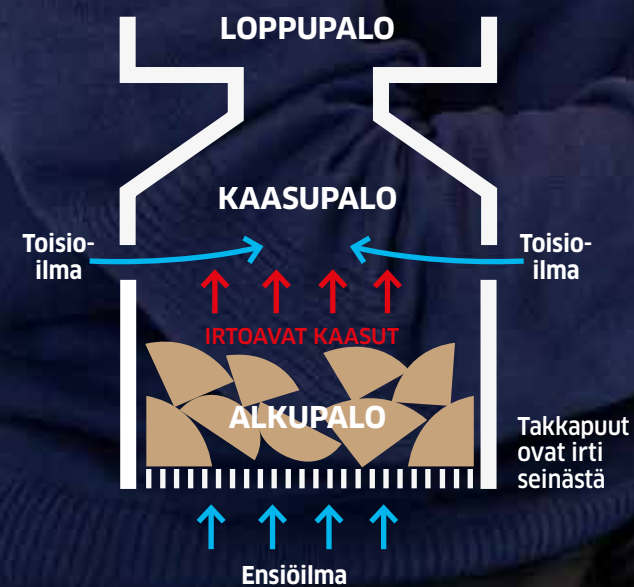 LOPPUPALO
KAASUPALO
Toisio-
ilma
Toisio-
ilma
IRTOAVAT KAASUT
ALKUPALO
Takkapuut
ovat irti
seinästä
Ensiöilma